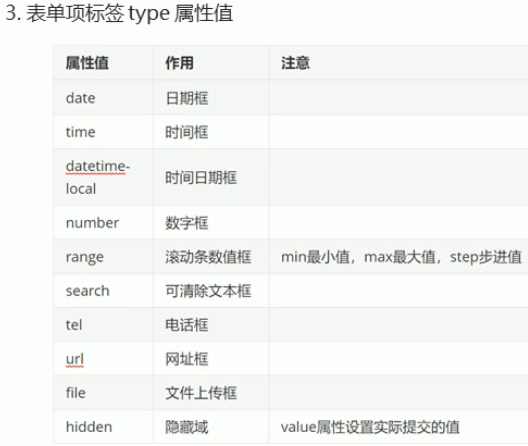 3. 表单项标签 type 属性值
属性值 作用 注意
date 日期框
time 时间框
datetime-
local 时间日期框
number 数字框
range 滚动条数值框 min最小值，max最大值，step步进值
search 可清除文本框
tel 电话框
url 网址框
file 文件上传框
hidden 隐藏域 value属性设置实际提交的值